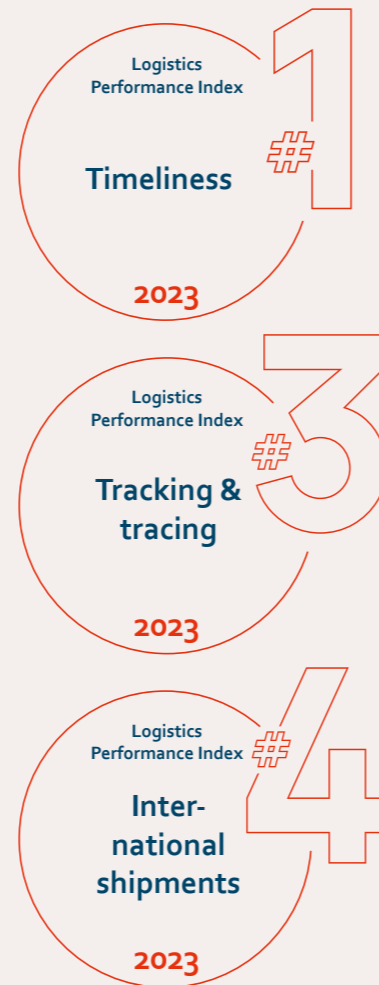 Logistics
Performance Index
#1
Timeliness
2023
Logistics
Performance Index
#3
Tracking &
tracing
2023
Logistics
Performance Index
#4
Inter-
national
shipments
2023